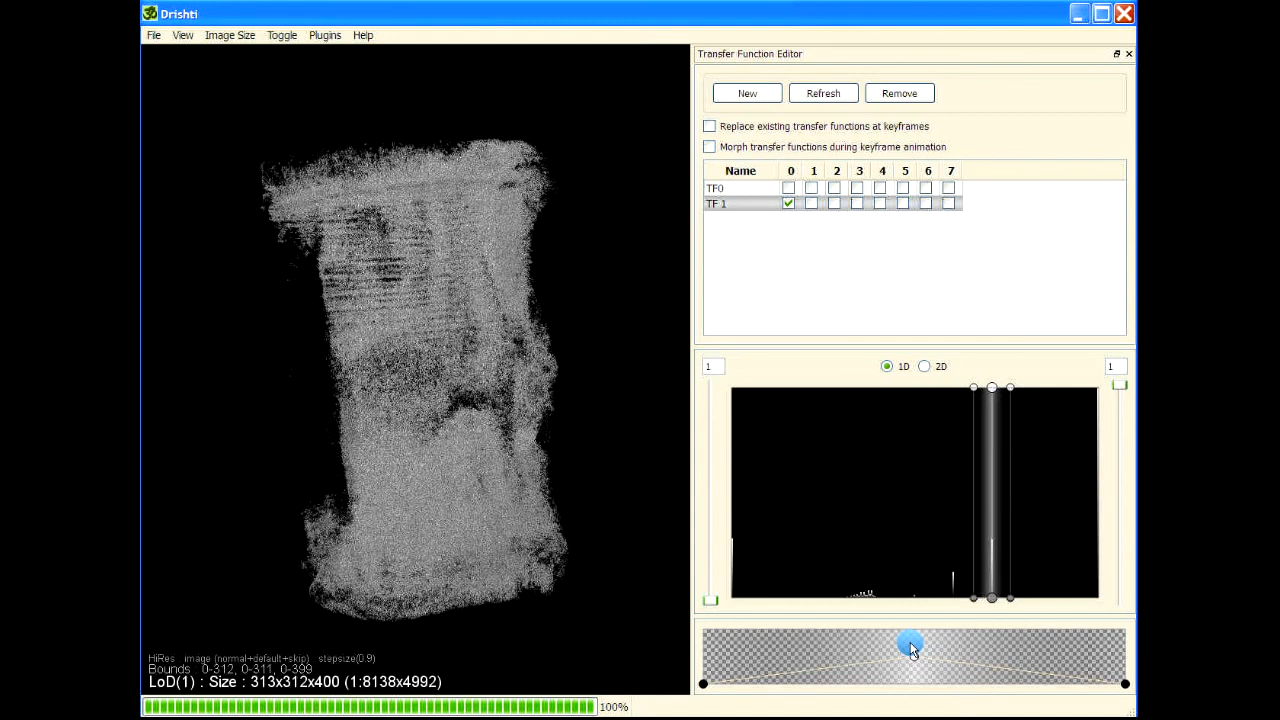 Drishti
File View Image Size Toggle Plugins Help
Transfer Function Editor
New Refresh Remove
Replace existing transfer functions at keyframes
Morph transfer functions during keyframe animation
Name 0 1 2 3 4 5 6 7
TF0
TF 1
1 1D 2D 1
HiRes image (normal+default+skip) stepsize(0.9)
Bounds 0-312, 0-311, 0-399
LoD(1) : Size : 313x312x400 (1:8138x4992)
100%